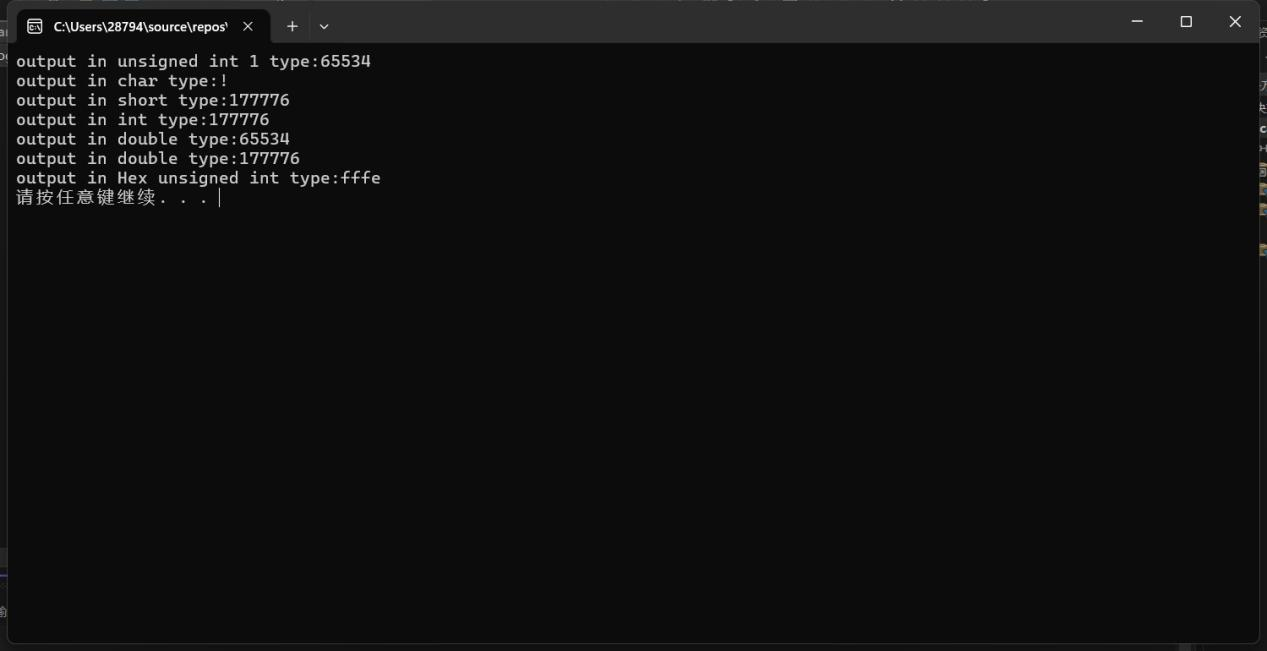 C:\Users\28794\source\repos\
output in unsigned int 1 type:65534
output in char type:!
output in short type:177776
output in int type:177776
output in double type:65534
output in double type:177776
output in Hex unsigned int type:fffe
请按任意键继续. . .